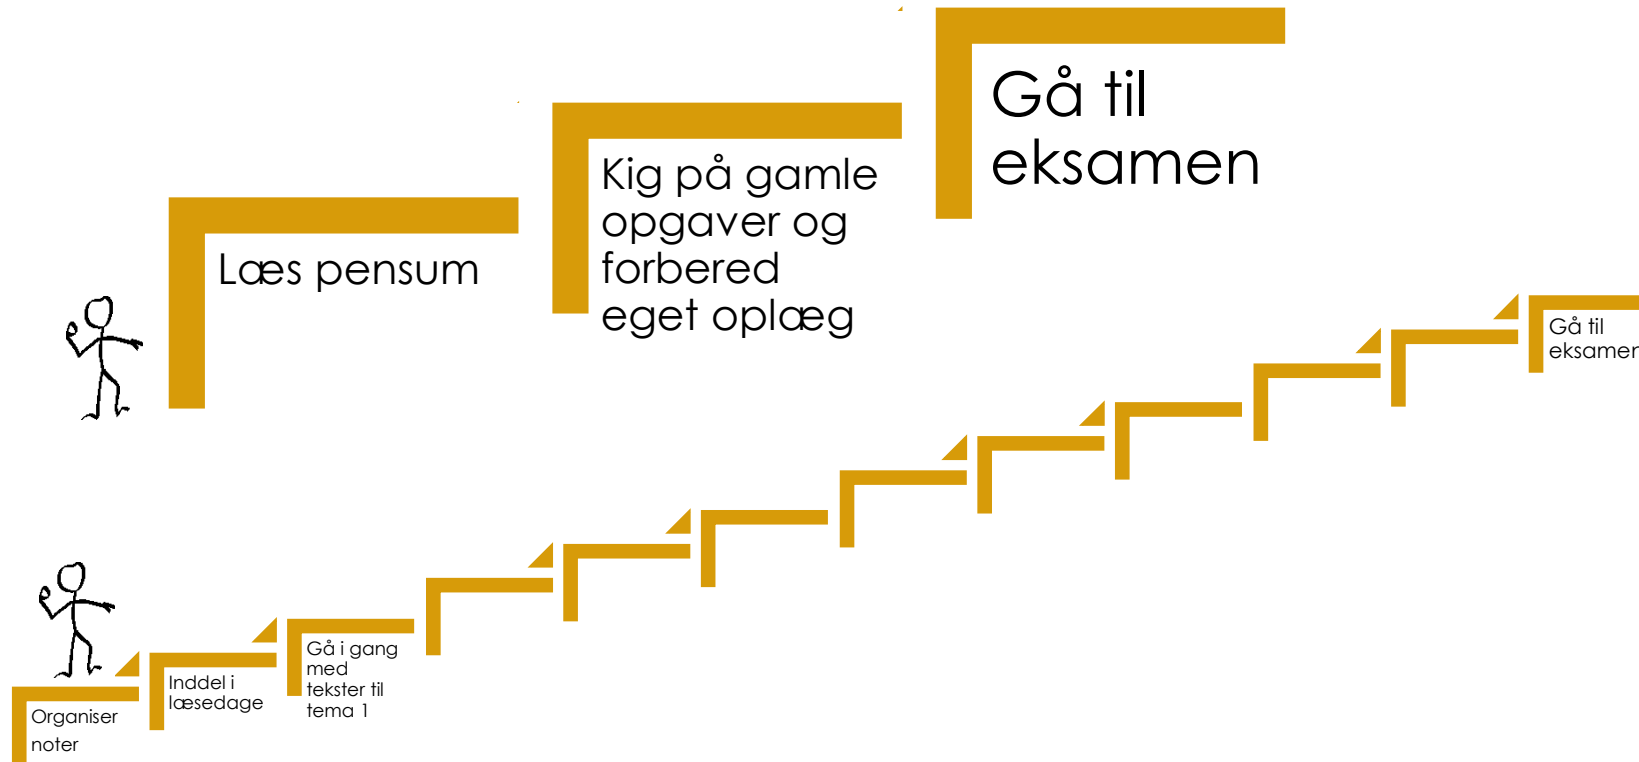 Gå til
eksamen
Kig på gamle
opgaver og
forbered
eget oplæg
Læs pensum
Gå til
eksamen
Gå i gang
med
tekster til
tema 1
Inddel i
læsedage
Organiser
noter